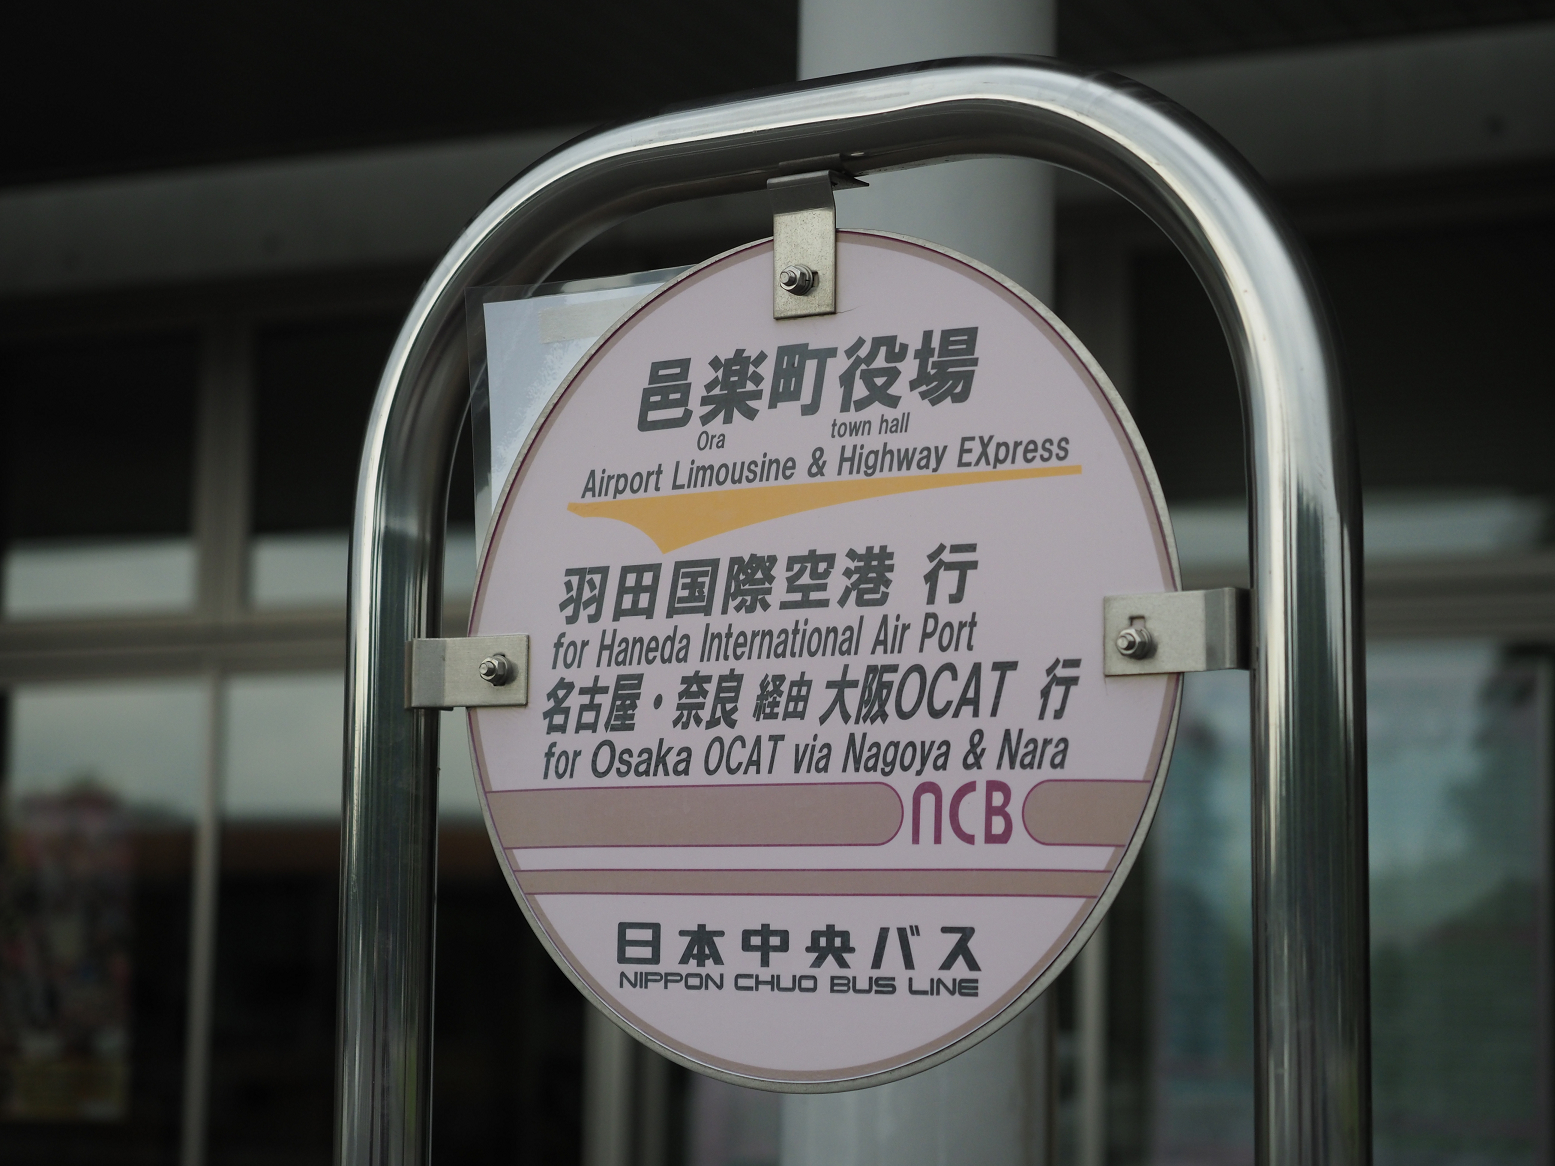 邑楽町役場
Ora town hall
Airport Limousine & Highway EXpress
羽田国際空港 行
for Haneda International Air Port
名古屋・奈良 経由 大阪OCAT 行
for Osaka OCAT via Nagoya & Nara
NCB
日本中央バス
NIPPON CHUO BUS LINE